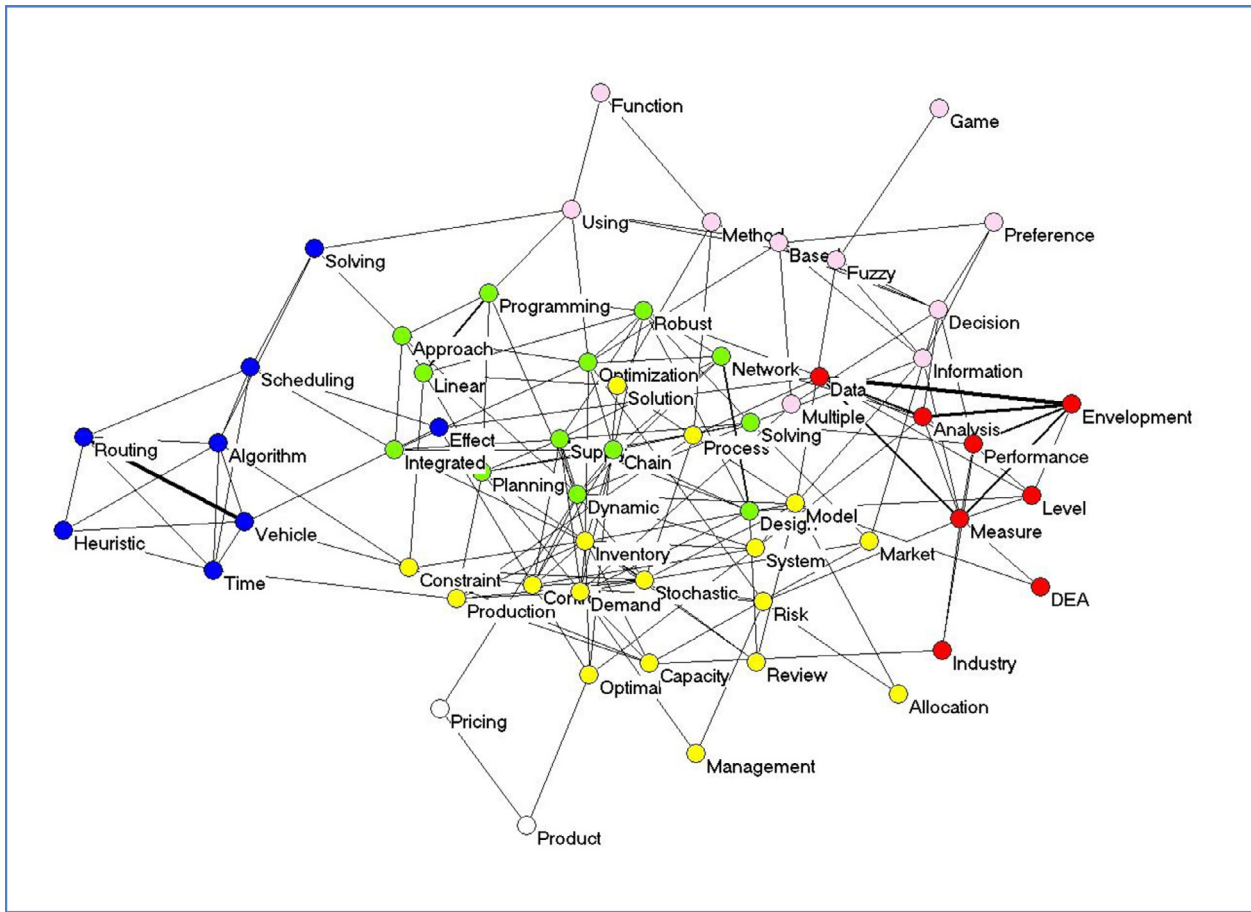 Function
Game
Using
Method
Preference
Based
Solving
Fuzzy
Programming
Decision
Robust
Approach
Optimization
Network
Information
Scheduling
Linear
Data
Solution
Multiple
Envelopment
Analysis
Effect
Solving
Routing
Algorithm
Integrated
Chain
Process
Performance
Planning
Dynamic
Level
Model
Design
Measure
Vehicle
Heuristic
Inventory
System
Market
Time
Constraint
Stochastic
Production
Demand
Risk
DEA
Industry
Capacity
Review
Optimal
Allocation
Pricing
Management
Product